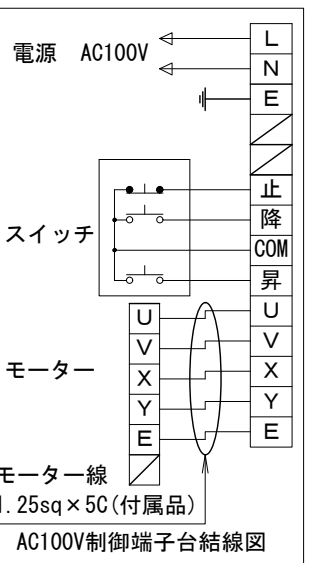 電源 AC100V
L
N
E
止
降
COM
昇
スイッチ
U
V
X
Y
E
モーター
U
V
X
Y
E
モーター線
1.25sq×5C(付属品)
AC100V制御端子台結線図